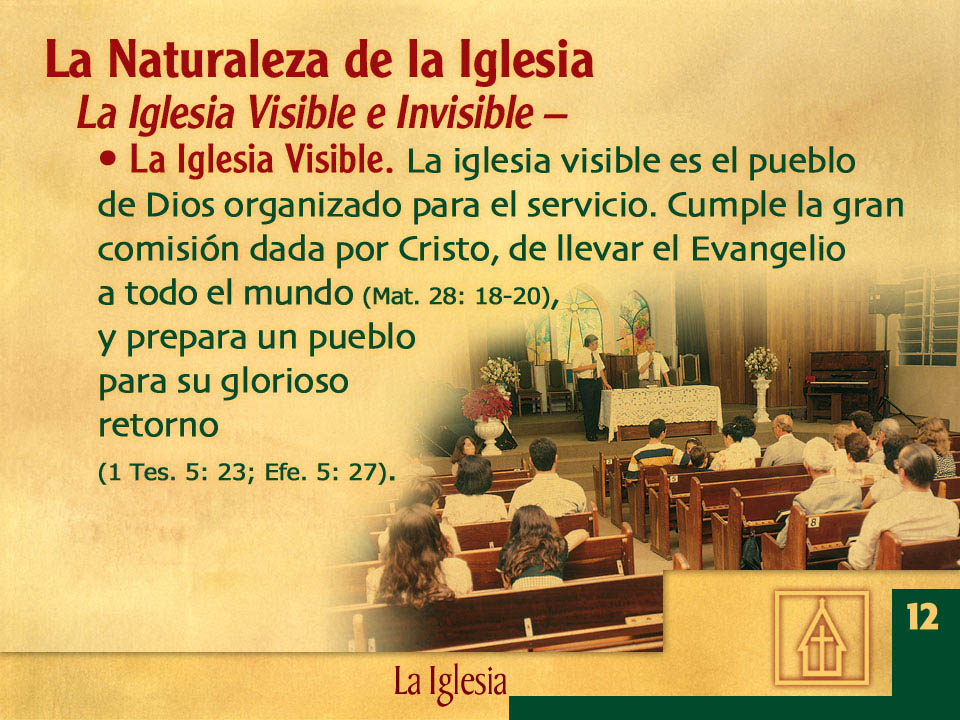 La Naturaleza de la Iglesia
La Iglesia Visible e Invisible –
• La Iglesia Visible. La iglesia visible es el pueblo
de Dios organizado para el servicio. Cumple la gran
comisión dada por Cristo, de llevar el Evangelio
a todo el mundo (Mat. 28: 18-20),
y prepara un pueblo
para su glorioso
retorno
(1 Tes. 5: 23; Efe. 5: 27).
5
8
12
La Iglesia